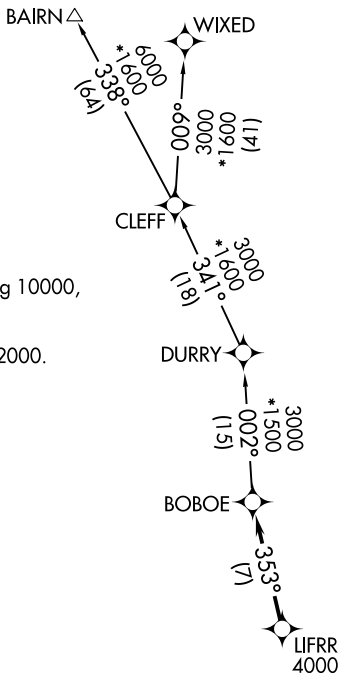 BAIRN
WIXED
6000
*1600
338°
(64)
009°
3000
*1600
(41)
CLEFF
3000
*1600
341°
(18)
g 10000,
2000.
DURRY
3000
*1500
002°
(15)
BOBOE
353°
(7)
LIFRR
4000